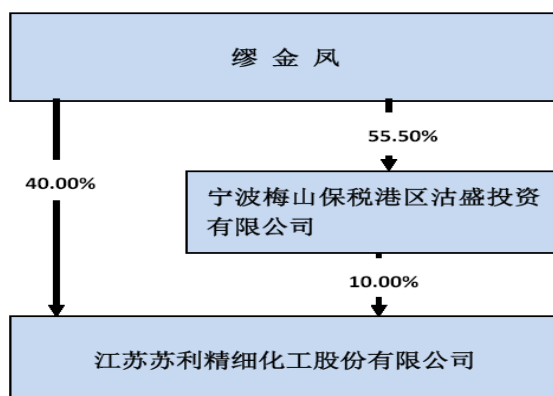 缪 金 凤
55.50%
40.00%
宁波梅山保税港区沽盛投资
有限公司
10.00%
江苏苏利精细化工股份有限公司